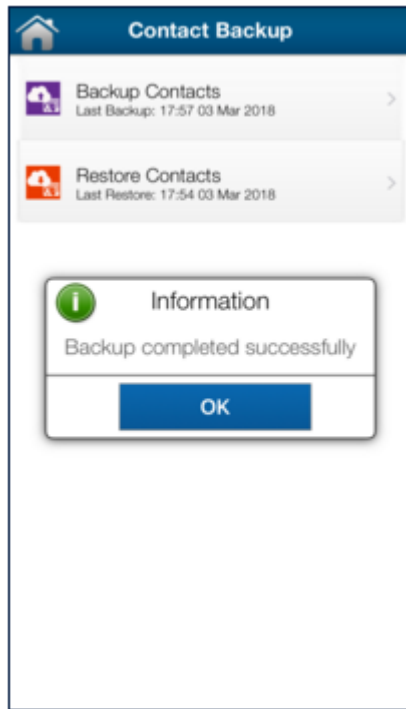 Contact Backup
Backup Contacts
Last Backup: 17:57 03 Mar 2018
Restore Contacts
Last Restore: 17:54 03 Mar 2018
Information
Backup completed successfully
OK